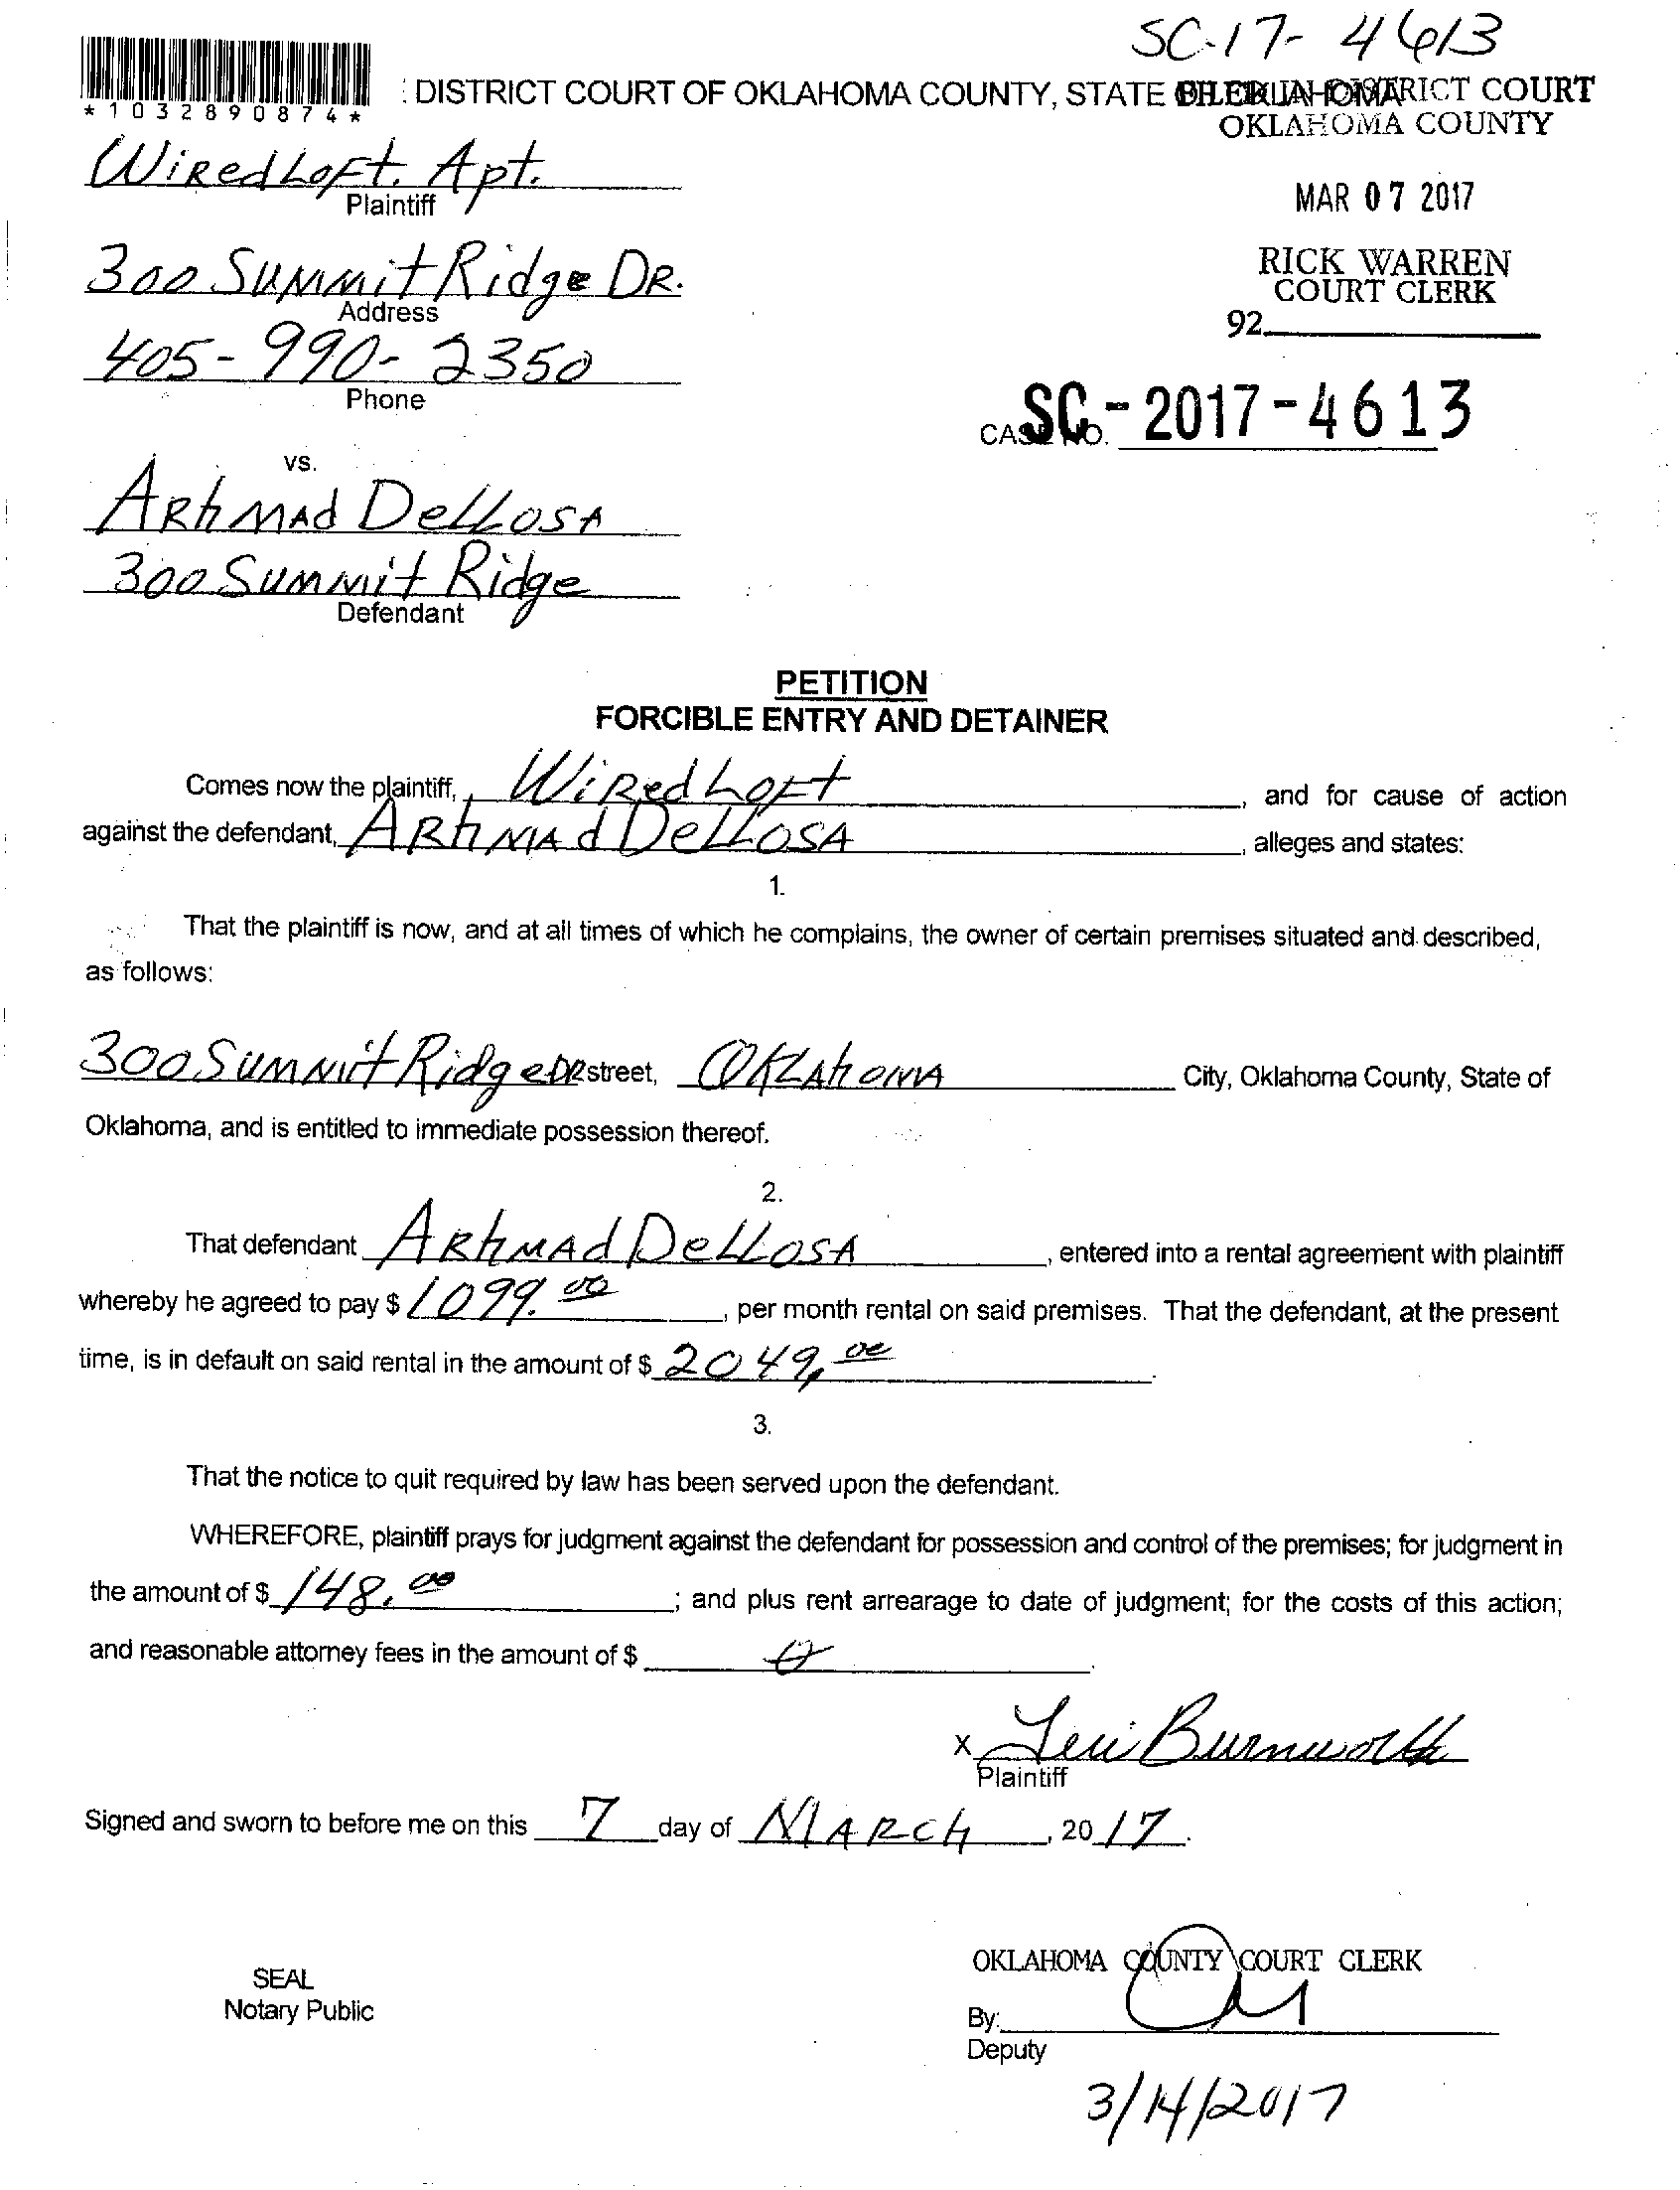 SC-17-4613
*1032890874*
DISTRICT COURT OF OKLAHOMA COUNTY, STATE
FILED IN DISTRICT COURT
OKLAHOMA COUNTY
MAR 07 2017
RICK WARREN
COURT CLERK
92
Wired Loft. Apt.
Plaintiff
300 Summit Ridge DR.
Address
405-990-2350
Phone
CASE NO. SC-2017-4613
vs.
Arhmad Dellosa
300 Summit Ridge
Defendant
PETITION
FORCIBLE ENTRY AND DETAINER
Comes now the plaintiff, Wired Loft, and for cause of action
against the defendant, Arhmad Dellosa, alleges and states:
1.
That the plaintiff is now, and at all times of which he complains, the owner of certain premises situated and described,
as follows:
300 Summit Ridge DR street, Oklahoma City, Oklahoma County, State of
Oklahoma, and is entitled to immediate possession thereof.
2.
That defendant Arhmad Dellosa, entered into a rental agreement with plaintiff
whereby he agreed to pay $ 1099.00, per month rental on said premises. That the defendant, at the present
time, is in default on said rental in the amount of $ 2049.00.
3.
That the notice to quit required by law has been served upon the defendant.
WHEREFORE, plaintiff prays for judgment against the defendant for possession and control of the premises; for judgment in
the amount of $ 148.00; and plus rent arrearage to date of judgment; for the costs of this action;
and reasonable attorney fees in the amount of $ 0.
X
Plaintiff
Signed and sworn to before me on this 7 day of March, 2017.
OKLAHOMA COUNTY COURT CLERK
SEAL
Notary Public
By:
Deputy
3/14/2017